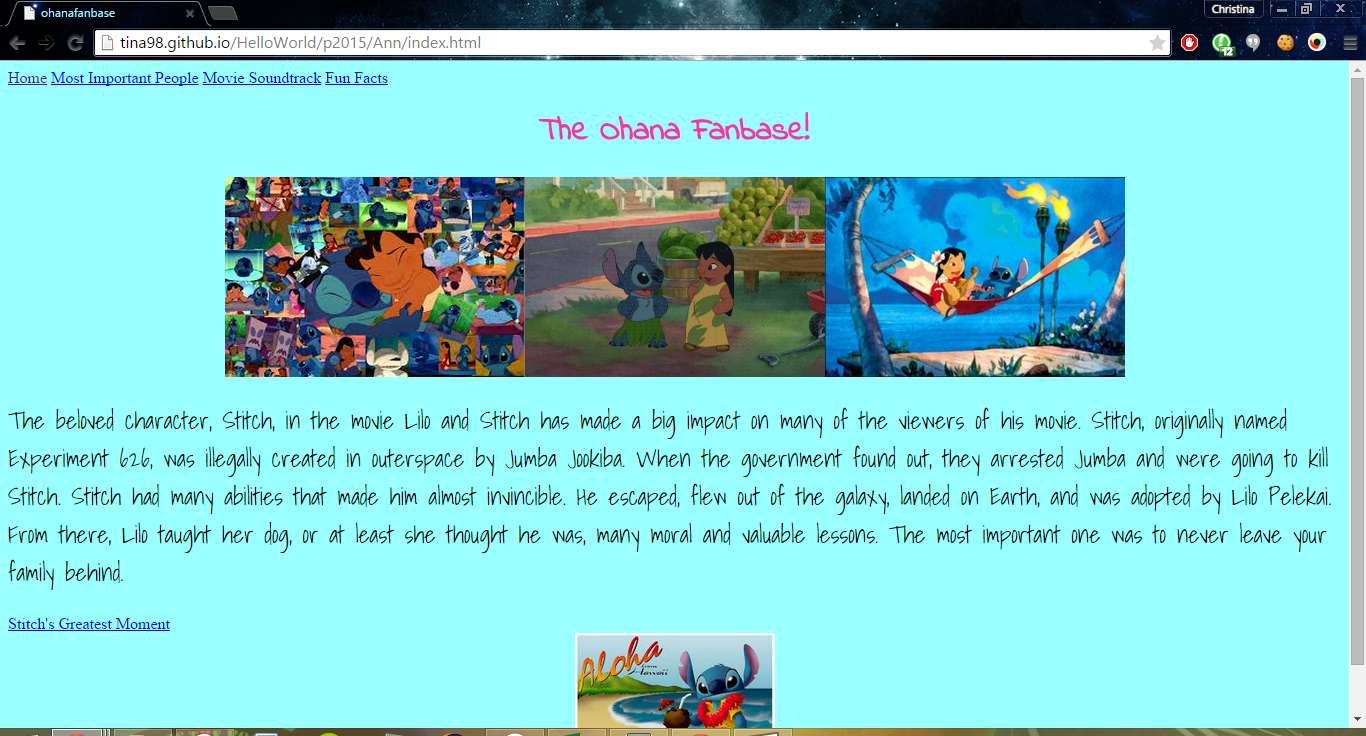 ohanafanbase
Christina
tina98.github.io/HelloWorld/p2015/Ann/index.html
12
Home Most Important People Movie Soundtrack Fun Facts
The Ohana Fanbase!
The beloved character, Stitch, in the movie Lilo and Stitch has made a big impact on many of the viewers of his movie. Stitch, originally named
Experiment 626, was illegally created in outerspace by Jumba Jookiba. When the government found out, they arrested Jumba and were going to kill
Stitch. Stitch had many abilities that made him almost invincible. He escaped, flew out of the galaxy, landed on Earth, and was adopted by Lilo Pelekai.
From there, Lilo taught her dog, or at least she thought he was, many moral and valuable lessons. The most important one was to never leave your
family behind.
Stitch's Greatest Moment
Aloha
from
Hawaii